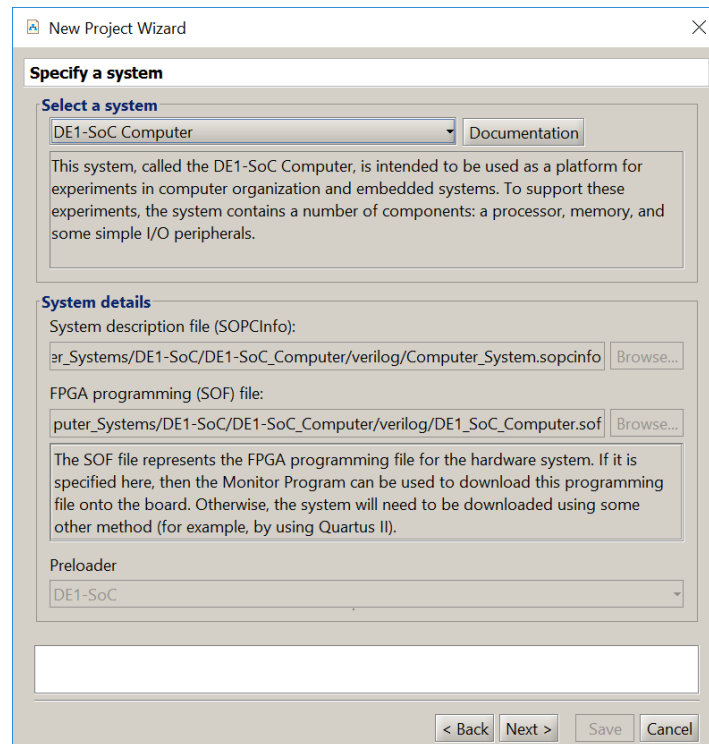 New Project Wizard
Specify a system
Select a system
DE1-SoC Computer
Documentation
This system, called the DE1-SoC Computer, is intended to be used as a platform for
experiments in computer organization and embedded systems. To support these
experiments, the system contains a number of components: a processor, memory, and
some simple I/O peripherals.
System details
System description file (SOPCInfo):
er_Systems/DE1-SoC/DE1-SoC_Computer/verilog/Computer_System.sopcinfo
Browse...
FPGA programming (SOF) file:
puter_Systems/DE1-SoC/DE1-SoC_Computer/verilog/DE1_SoC_Computer.sof
Browse...
The SOF file represents the FPGA programming file for the hardware system. If it is
specified here, then the Monitor Program can be used to download this programming
file onto the board. Otherwise, the system will need to be downloaded using some
other method (for example, by using Quartus II).
Preloader
DE1-SoC
< Back
Next >
Save
Cancel